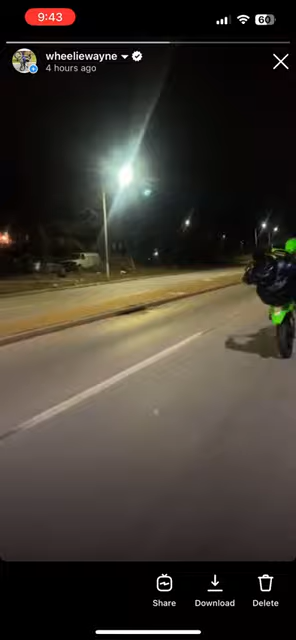 9:43
60
wheeliewayne
4 hours ago
Share
Download
Delete